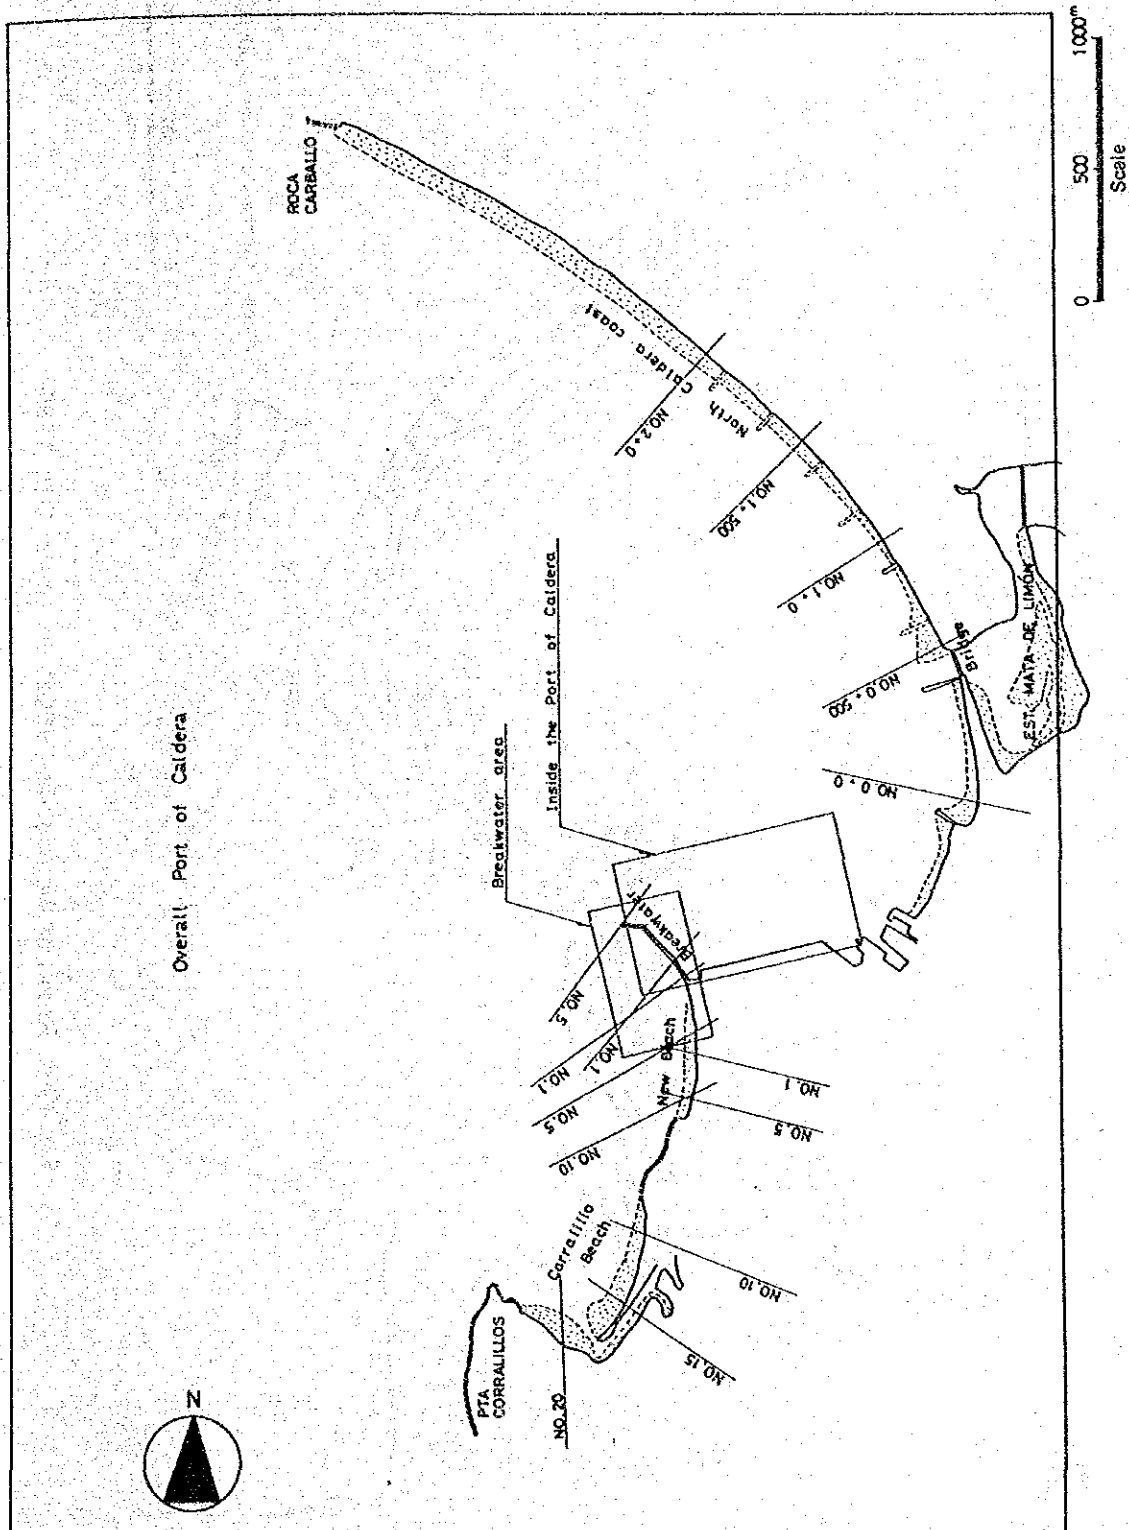 N
Overall Port of Caldera
ROCA
CARBALLO
North Caldera coast
NO.2+0
NO.1+500
NO.1+0
NO.0+500
NO.0+0
Bridge
EST. MATA DE LIMÓN
Inside the Port of Caldera
Breakwater area
Breakwater
NO.5
NO.1
NO.1
NO.5
NO.10
New Beach
NO.1
NO.5
Corralillo
Beach
NO.10
NO.15
NO.20
PTA
CORRALILLOS
0 500 1000m
Scale